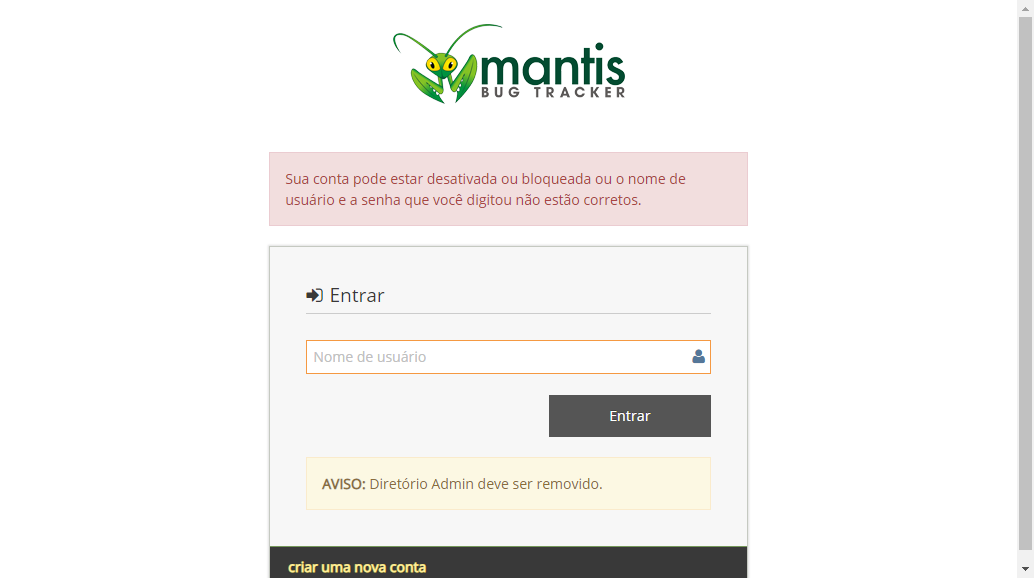 mantis
BUG TRACKER
Sua conta pode estar desativada ou bloqueada ou o nome de
usuário e a senha que você digitou não estão corretos.
Entrar
Nome de usuário
Entrar
AVISO: Diretório Admin deve ser removido.
criar uma nova conta